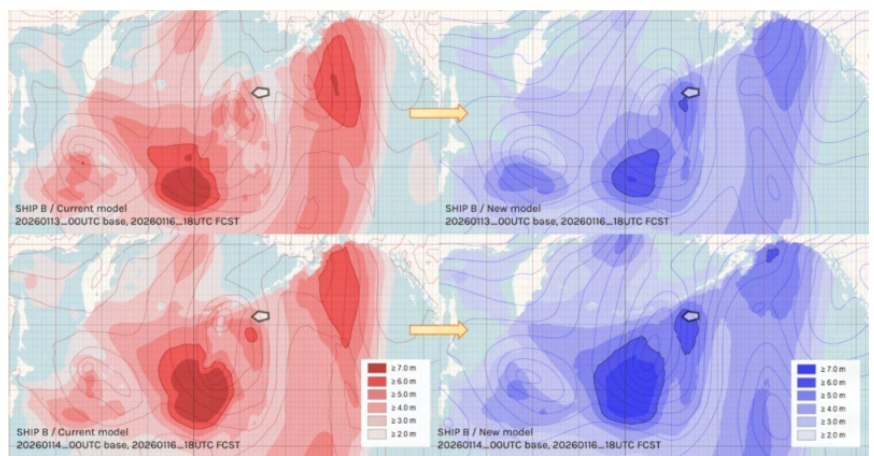 SHIP B / Current model
20260113_00UTC base, 20260116_18UTC FCST
SHIP B / New model
20260113_00UTC base, 20260116_18UTC FCST
≥ 7.0 m
≥ 6.0 m
≥ 5.0 m
≥ 4.0 m
≥ 3.0 m
≥ 2.0 m
SHIP B / Current model
20260114_00UTC base, 20260116_18UTC FCST
≥ 7.0 m
≥ 6.0 m
≥ 5.0 m
≥ 4.0 m
≥ 3.0 m
≥ 2.0 m
SHIP B / New model
20260114_00UTC base, 20260116_18UTC FCST